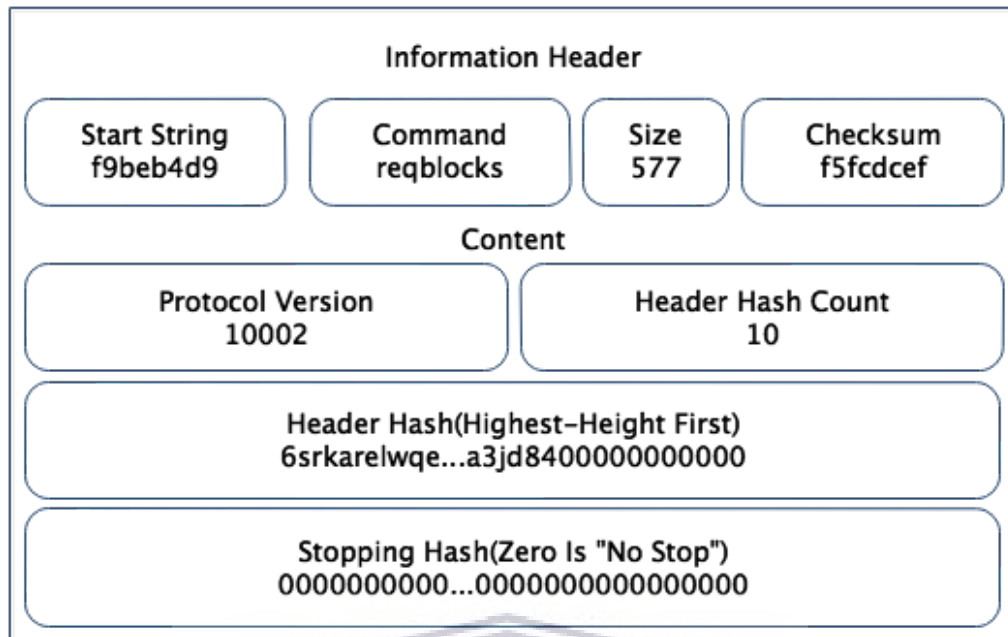 Information Header
Start String
f9beb4d9
Command
reqblocks
Size
577
Checksum
f5fcdcef
Content
Protocol Version
10002
Header Hash Count
10
Header Hash(Highest-Height First)
6srkarelwqe...a3jd8400000000000
Stopping Hash(Zero Is "No Stop")
0000000000...0000000000000000